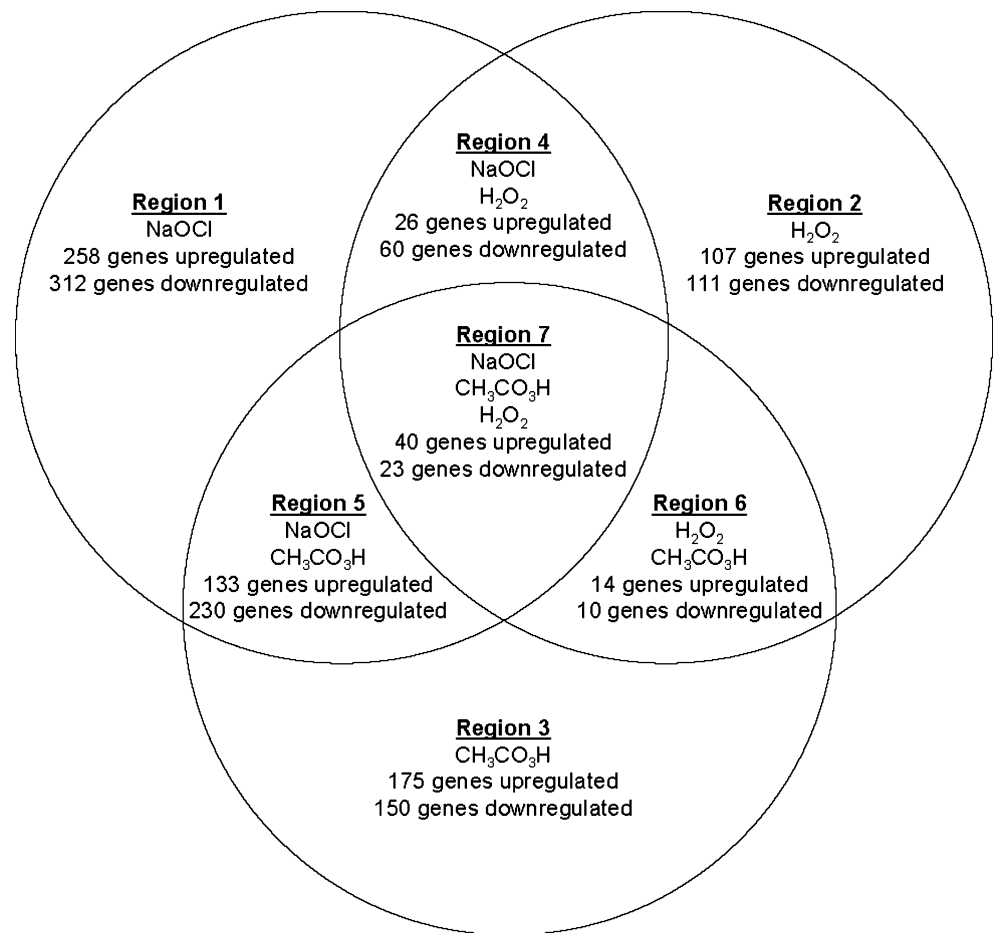 Region 1
NaOCl
258 genes upregulated
312 genes downregulated
Region 4
NaOCl
H₂O₂
26 genes upregulated
60 genes downregulated
Region 2
H₂O₂
107 genes upregulated
111 genes downregulated
Region 7
NaOCl
CH₃CO₃H
H₂O₂
40 genes upregulated
23 genes downregulated
Region 5
NaOCl
CH₃CO₃H
133 genes upregulated
230 genes downregulated
Region 6
H₂O₂
CH₃CO₃H
14 genes upregulated
10 genes downregulated
Region 3
CH₃CO₃H
175 genes upregulated
150 genes downregulated